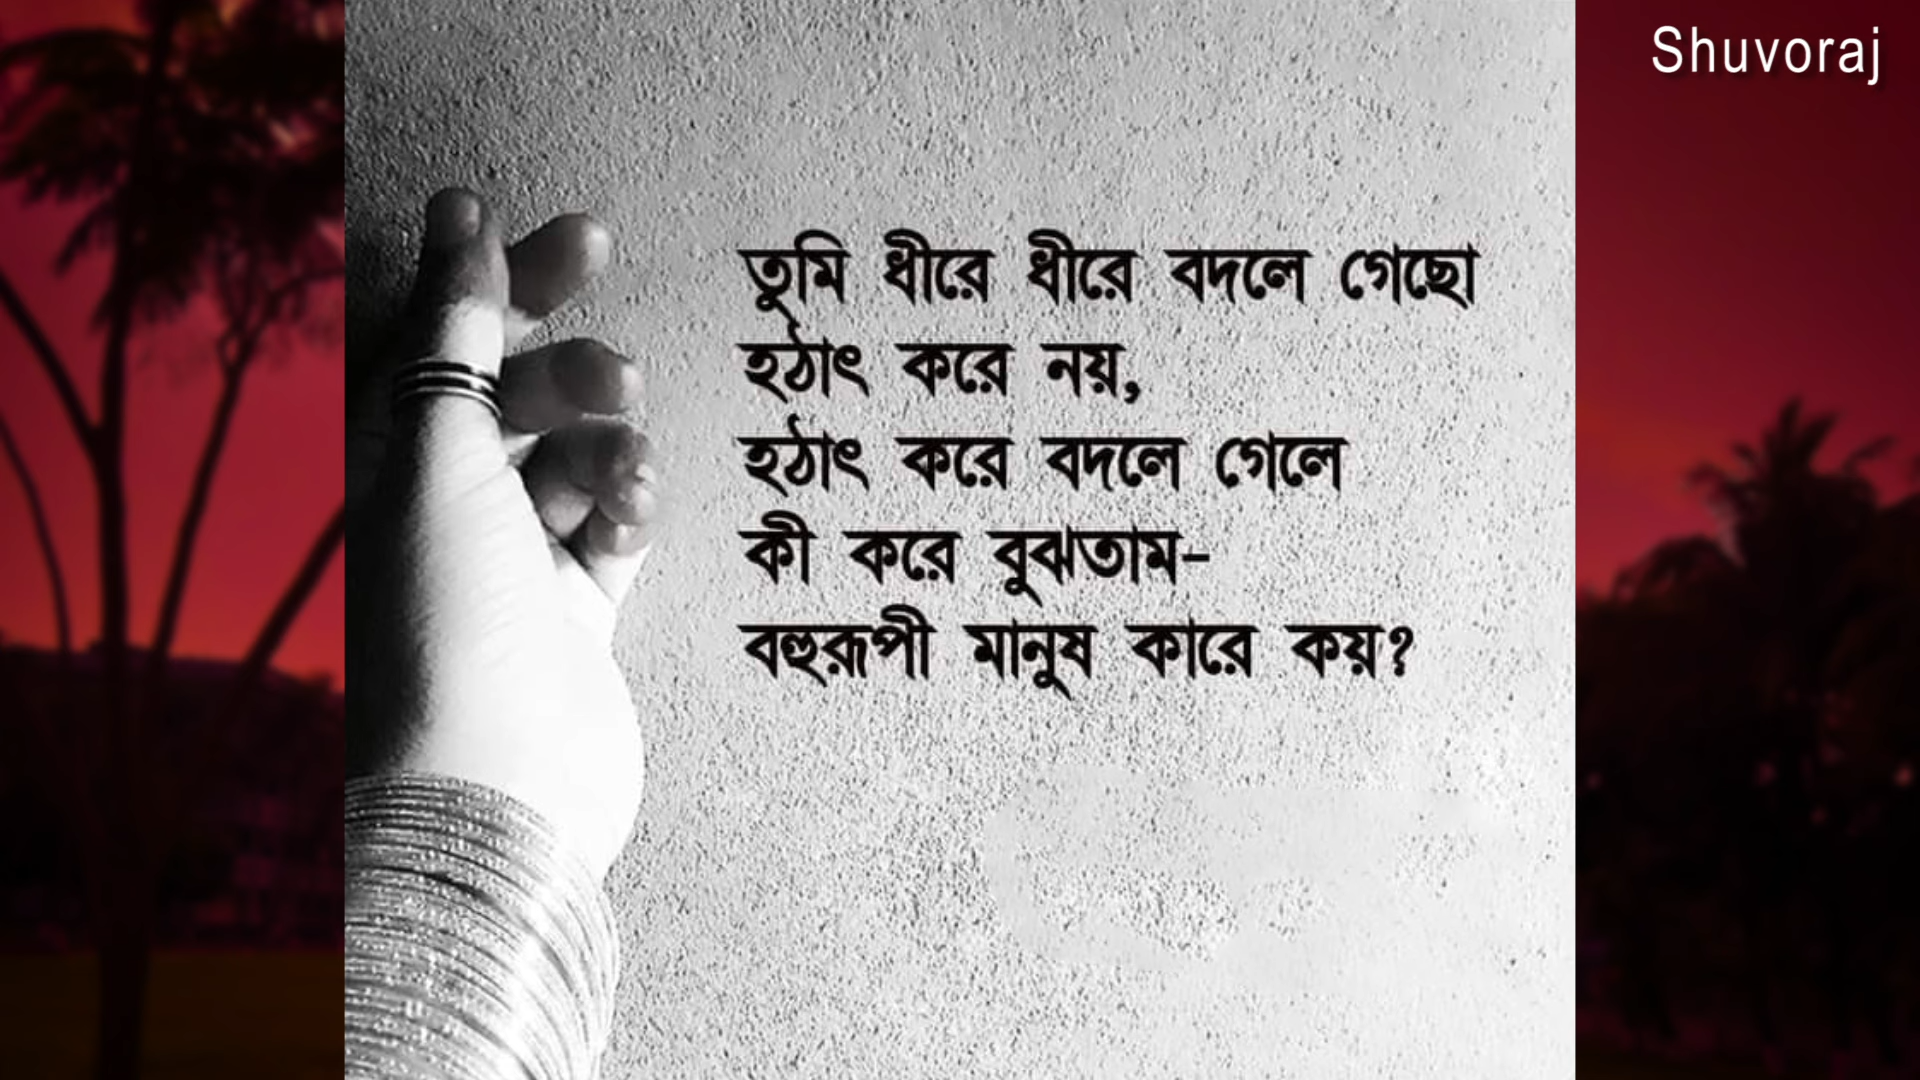 Shuvoraj
তুমি ধীরে ধীরে বদলে গেছো
হঠাৎ করে নয়,
হঠাৎ করে বদলে গেলে
কী করে বুঝতাম-
বহুরূপী মানুষ কারে কয়?